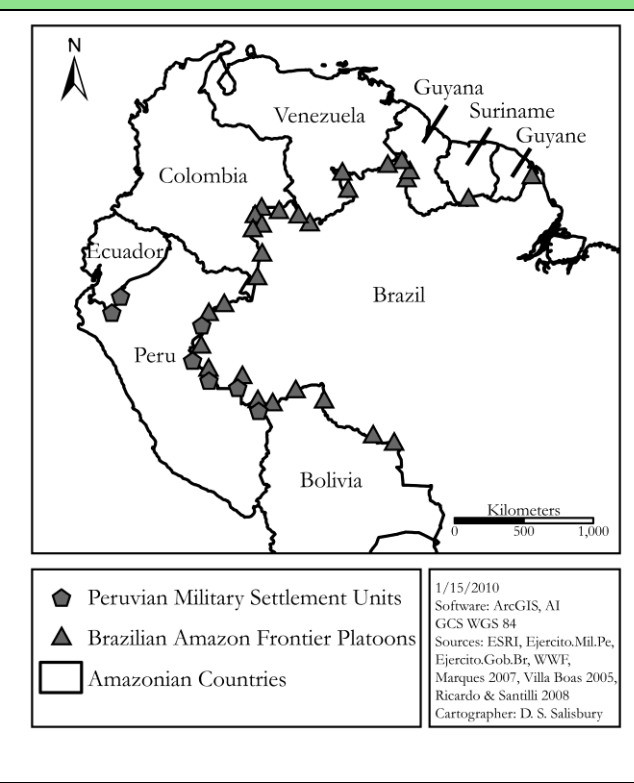 N
Guyana
Suriname
Guyane
Venezuela
Colombia
Ecuador
Brazil
Peru
Bolivia
Kilometers
0 500 1,000
Peruvian Military Settlement Units
Brazilian Amazon Frontier Platoons
Amazonian Countries
1/15/2010
Software: ArcGIS, AI
GCS WGS 84
Sources: ESRI, Ejercito.Mil.Pe,
Ejercito.Gob.Br, WWF,
Marques 2007, Villa Boas 2005,
Ricardo & Santilli 2008
Cartographer: D. S. Salisbury